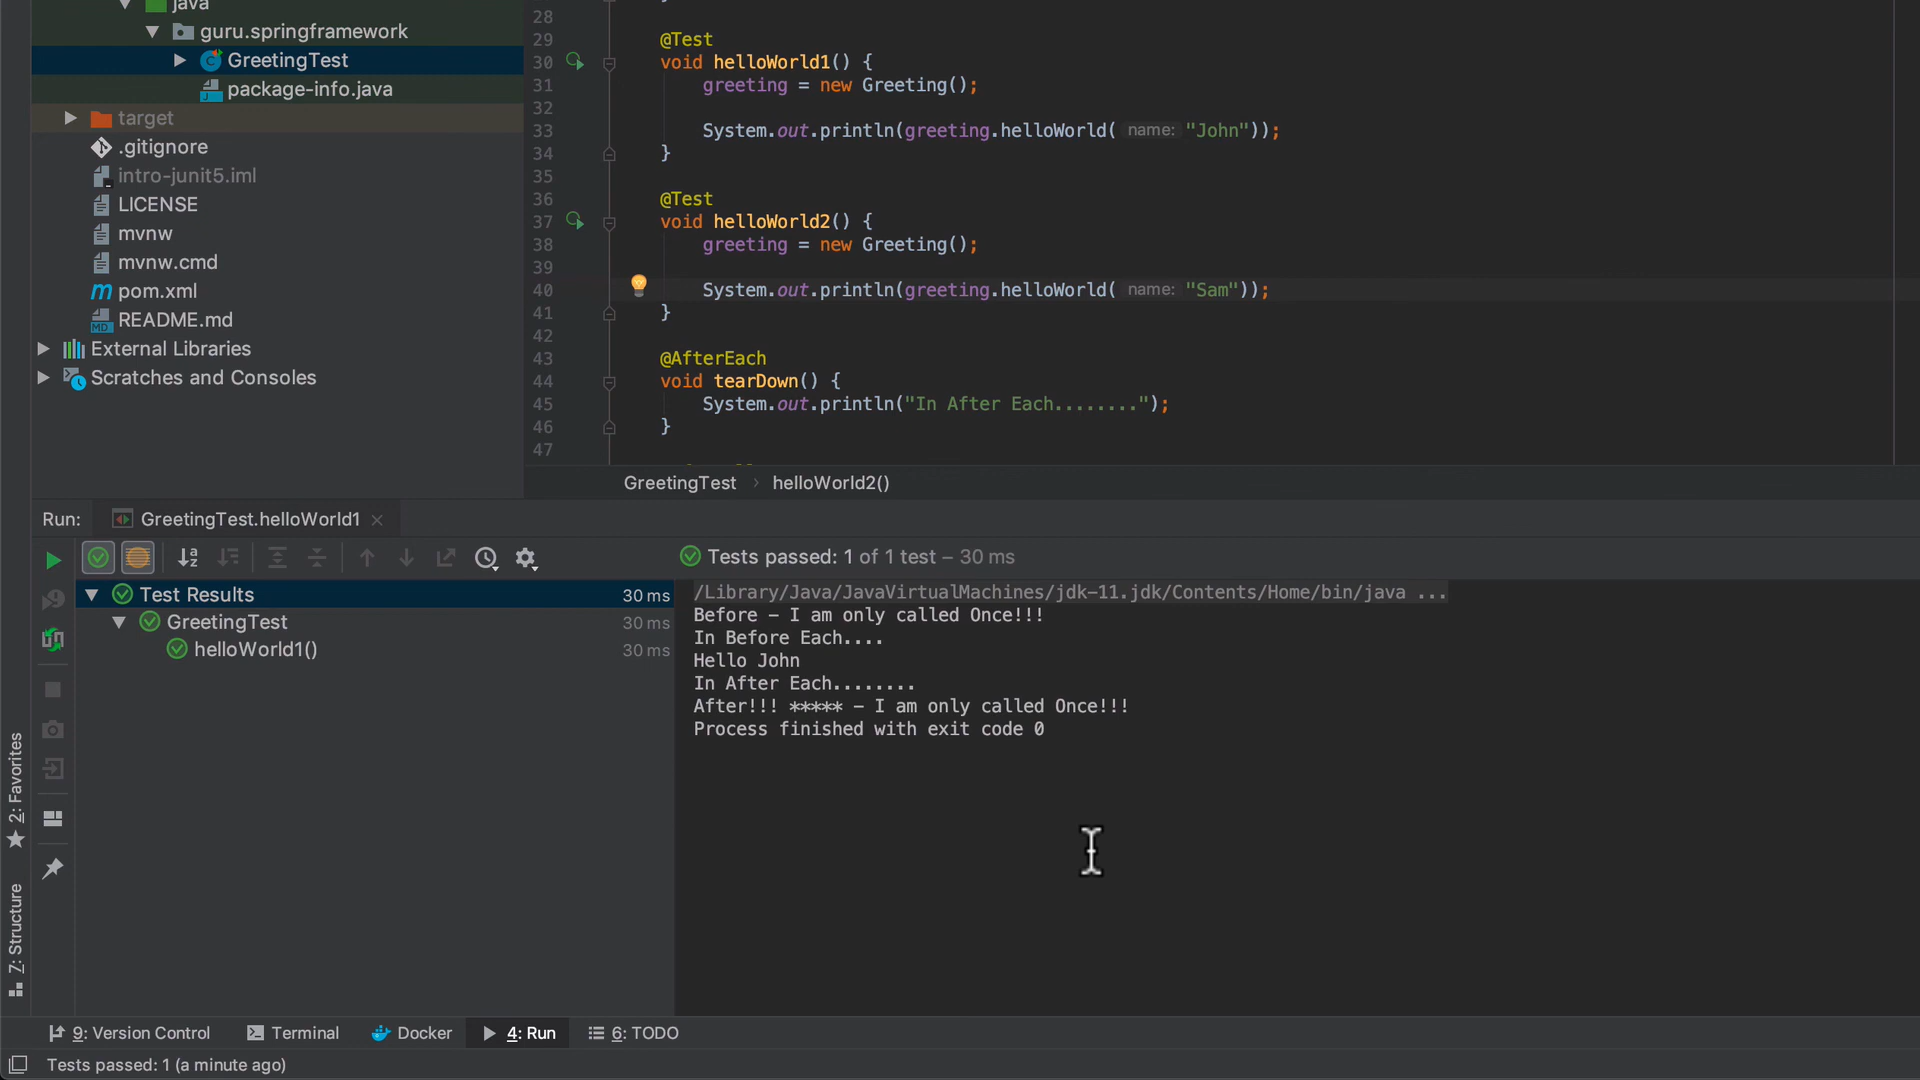 java
guru.springframework
GreetingTest
package-info.java
target
.gitignore
intro-junit5.iml
LICENSE
mvnw
mvnw.cmd
pom.xml
README.md
External Libraries
Scratches and Consoles
28
29 @Test
30 void helloWorld1() {
31 greeting = new Greeting();
32
33 System.out.println(greeting.helloWorld( name: "John"));
34 }
35
36 @Test
37 void helloWorld2() {
38 greeting = new Greeting();
39
40 System.out.println(greeting.helloWorld( name: "Sam"));
41 }
42
43 @AfterEach
44 void tearDown() {
45 System.out.println("In After Each........");
46 }
47
GreetingTest › helloWorld2()
Run: GreetingTest.helloWorld1
Tests passed: 1 of 1 test – 30 ms
Test Results 30 ms
GreetingTest 30 ms
helloWorld1() 30 ms
/Library/Java/JavaVirtualMachines/jdk-11.jdk/Contents/Home/bin/java ...
Before - I am only called Once!!!
In Before Each....
Hello John
In After Each........
After!!! ***** - I am only called Once!!!
Process finished with exit code 0
2: Favorites
7: Structure
9: Version Control
Terminal
Docker
4: Run
6: TODO
Tests passed: 1 (a minute ago)